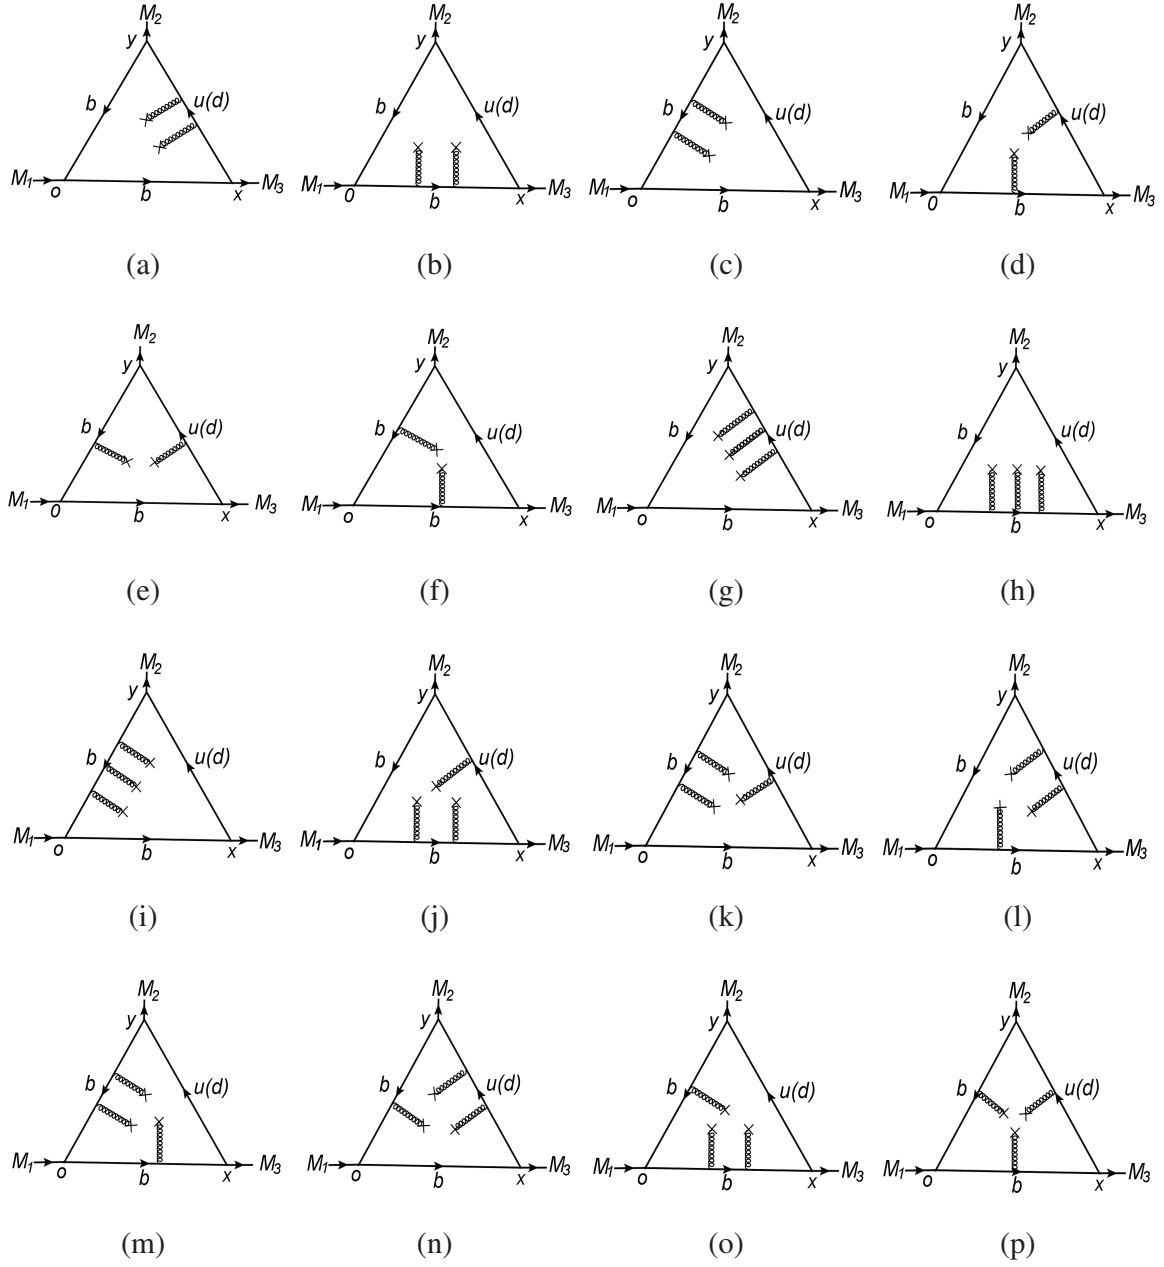 M2 M2 M2 M2
y y y y
b u(d) b u(d) b u(d) b u(d)
M1 o b x M3 M1 0 b x M3 M1 o b x M3 M1 0 b x M3
(a) (b) (c) (d)
M2 M2 M2 M2
y y y y
b u(d) b u(d) b u(d) b u(d)
M1 0 b x M3 M1 o b x M3 M1 o b x M3 M1 o b x M3
(e) (f) (g) (h)
M2 M2 M2 M2
y y y y
b u(d) b u(d) b u(d) b u(d)
M1 o b x M3 M1 o b x M3 M1 o b x M3 M1 o b x M3
(i) (j) (k) (l)
M2 M2 M2 M2
y y y y
b u(d) b u(d) b u(d) b u(d)
M1 o b x M3 M1 o b x M3 M1 o b x M3 M1 o b x M3
(m) (n) (o) (p)